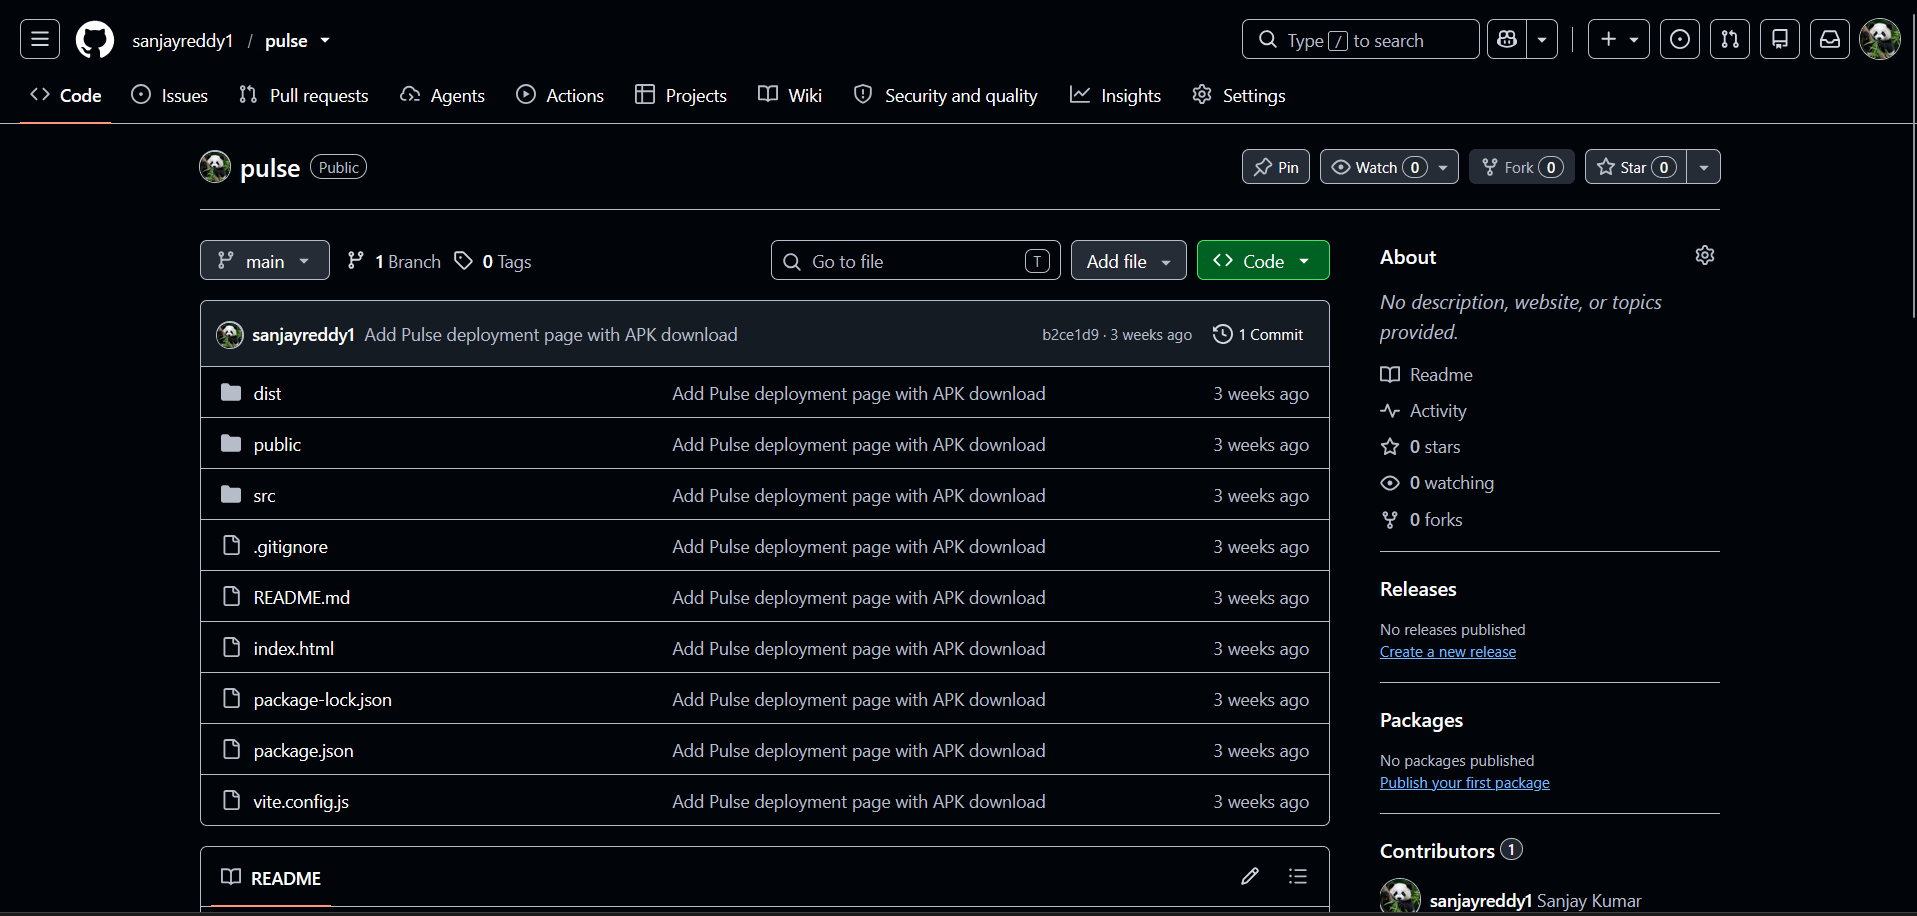 sanjayreddy1 / pulse
Type / to search
Code
Issues
Pull requests
Agents
Actions
Projects
Wiki
Security and quality
Insights
Settings
pulse Public
Pin
Watch 0
Fork 0
Star 0
main
1 Branch
0 Tags
Go to file T
Add file
Code
sanjayreddy1 Add Pulse deployment page with APK download b2ce1d9 · 3 weeks ago 1 Commit
dist Add Pulse deployment page with APK download 3 weeks ago
public Add Pulse deployment page with APK download 3 weeks ago
src Add Pulse deployment page with APK download 3 weeks ago
.gitignore Add Pulse deployment page with APK download 3 weeks ago
README.md Add Pulse deployment page with APK download 3 weeks ago
index.html Add Pulse deployment page with APK download 3 weeks ago
package-lock.json Add Pulse deployment page with APK download 3 weeks ago
package.json Add Pulse deployment page with APK download 3 weeks ago
vite.config.js Add Pulse deployment page with APK download 3 weeks ago
README
About
No description, website, or topics
provided.
Readme
Activity
0 stars
0 watching
0 forks
Releases
No releases published
Create a new release
Packages
No packages published
Publish your first package
Contributors 1
sanjayreddy1 Sanjay Kumar